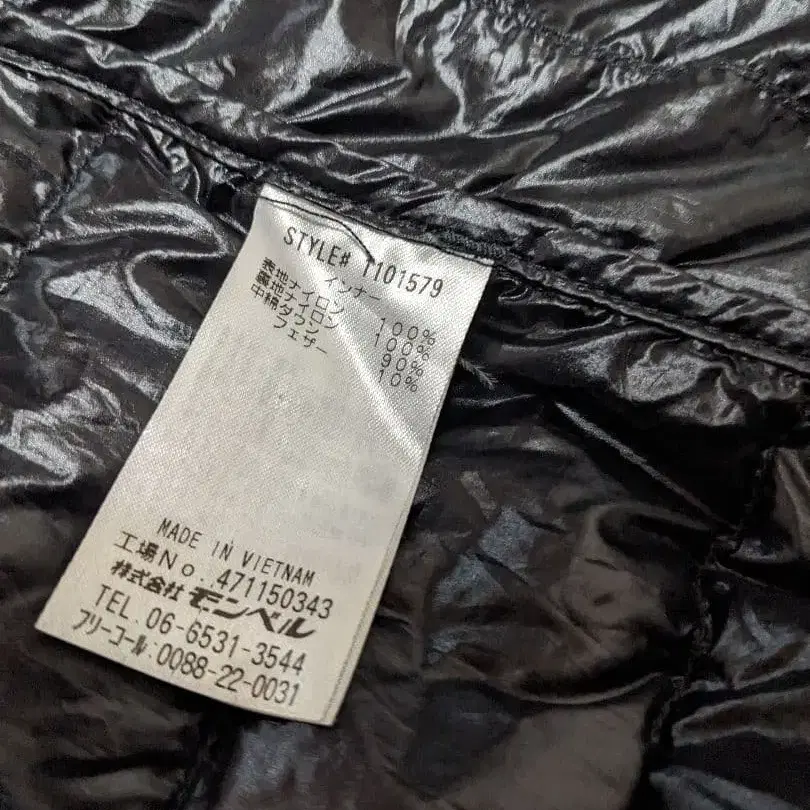 STYLE# 1101579
インナー
表地ナイロン 100%
裏地ナイロン 100%
中綿ダウン 90%
フェザー 10%
MADE IN VIETNAM
工場No.:471150343
株式会社 モンベル
TEL.06-6531-3544
フリーコール:0088-22-0031